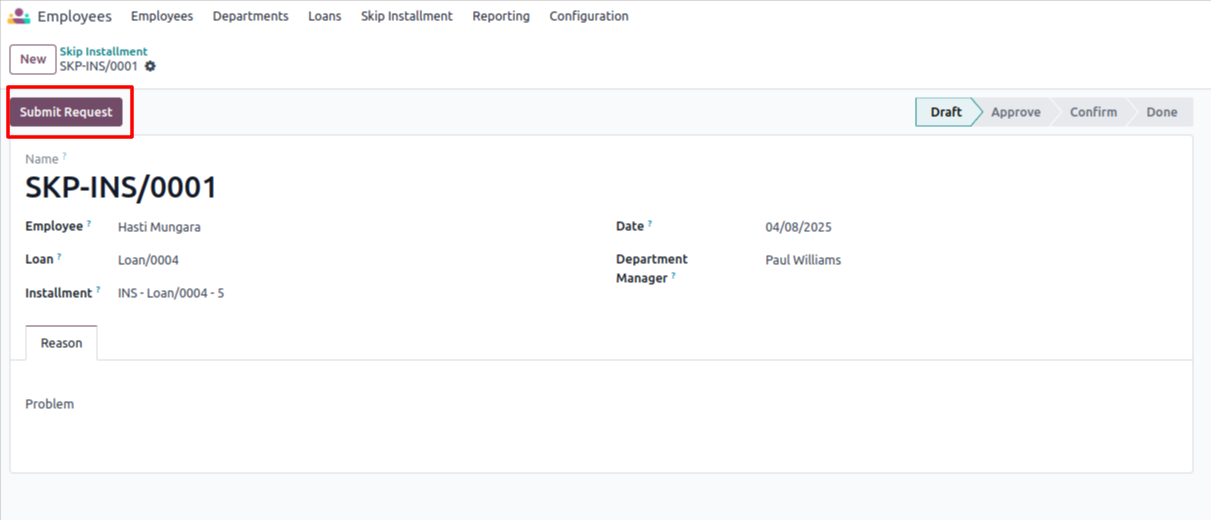 Employees Employees Departments Loans Skip Installment Reporting Configuration
New Skip Installment
SKP-INS/0001
Submit Request Draft Approve Confirm Done
Name ?
SKP-INS/0001
Employee ? Hasti Mungara Date ? 04/08/2025
Loan ? Loan/0004 Department Manager ? Paul Williams
Installment ? INS - Loan/0004 - 5
Reason
Problem